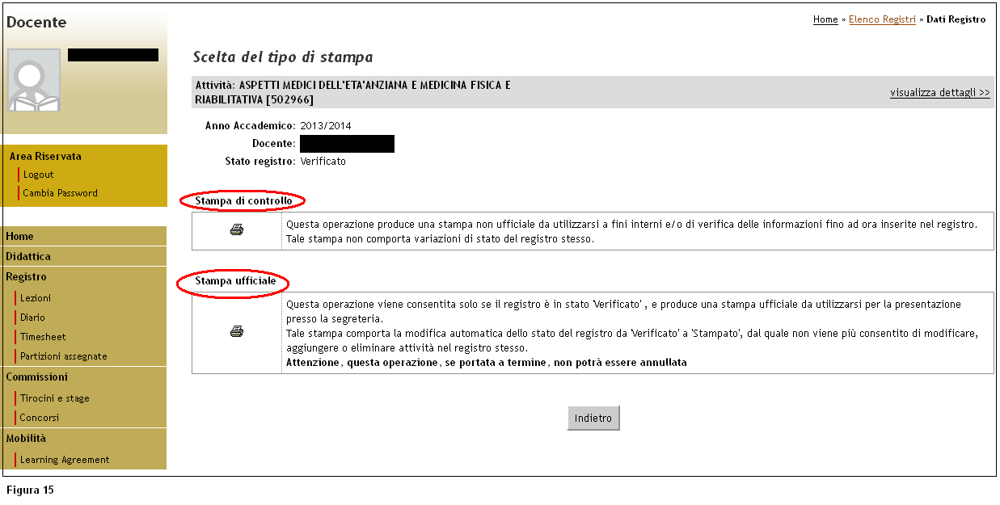 Docente
Home » Elenco Registri » Dati Registro
Scelta del tipo di stampa
Attività: ASPETTI MEDICI DELL'ETA'ANZIANA E MEDICINA FISICA E
RIABILITATIVA [502966]
visualizza dettagli >>
Anno Accademico: 2013/2014
Docente:
Stato registro: Verificato
Area Riservata
Logout
Cambia Password
Home
Didattica
Registro
Lezioni
Diario
Timesheet
Partizioni assegnate
Commissioni
Tirocini e stage
Concorsi
Mobilità
Learning Agreement
Stampa di controllo
Questa operazione produce una stampa non ufficiale da utilizzarsi a fini interni e/o di verifica delle informazioni fino ad ora inserite nel registro.
Tale stampa non comporta variazioni di stato del registro stesso.
Stampa ufficiale
Questa operazione viene consentita solo se il registro è in stato 'Verificato' , e produce una stampa ufficiale da utilizzarsi per la presentazione
presso la segreteria.
Tale stampa comporta la modifica automatica dello stato del registro da 'Verificato' a 'Stampato', dal quale non viene più consentito di modificare,
aggiungere o eliminare attività nel registro stesso.
Attenzione, questa operazione, se portata a termine, non potrà essere annullata
Indietro
Figura 15